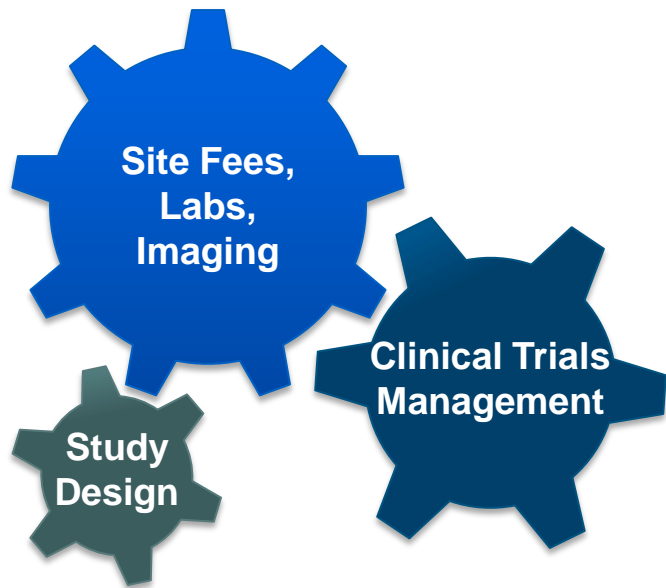 Site Fees,
Labs,
Imaging
Clinical Trials
Management
Study
Design